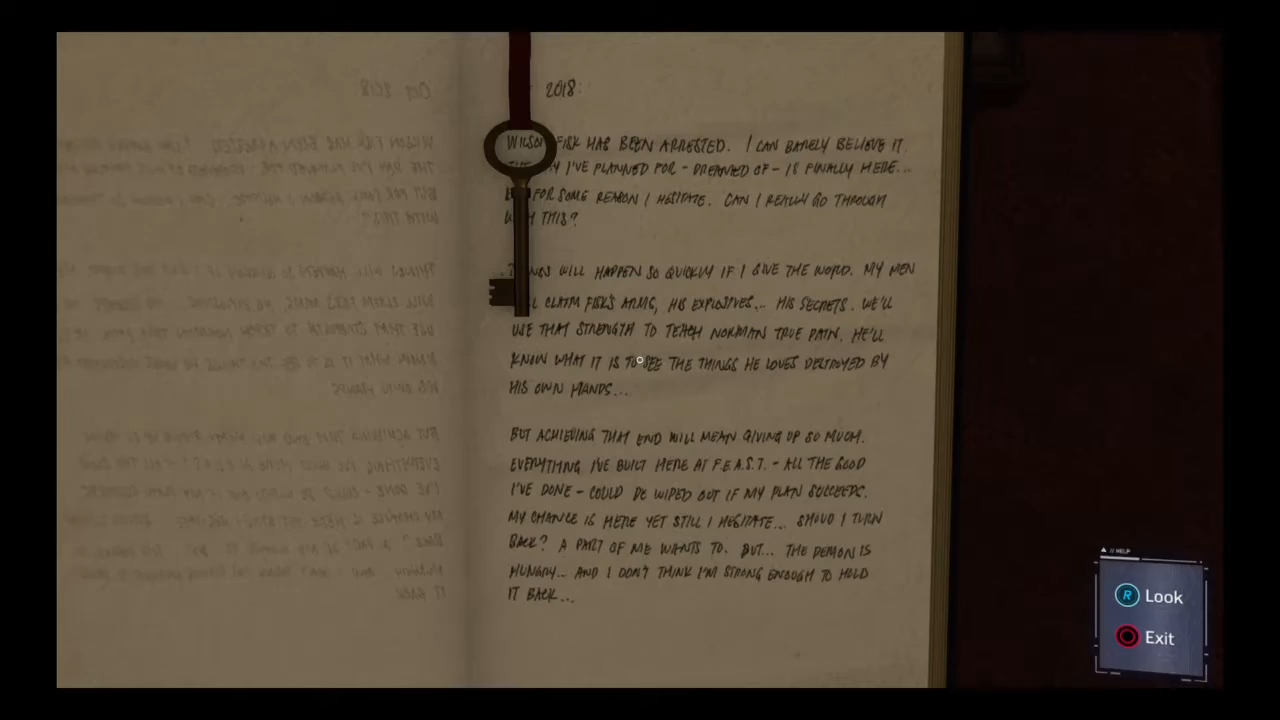 2018:
WILSON FISK HAS BEEN ARRESTED. I CAN BARELY BELIEVE IT.
I'VE PLANNED FOR - DREAMED OF - IS FINALLY HERE...
FOR SOME REASON I HESITATE. CAN I REALLY GO THROUGH
THIS?
THINGS WILL HAPPEN SO QUICKLY IF I GIVE THE WORD. MY MEN
CLAIM FISK'S ARMS, HIS EXPLOSIVES... HIS SECRETS. WE'LL
USE THAT STRENGTH TO TEACH NORMAN TRUE PAIN. HE'LL
KNOW WHAT IT IS TO SEE THE THINGS HE LOVES DESTROYED BY
HIS OWN HANDS...
BUT ACHIEVING THAT END WILL MEAN GIVING UP SO MUCH.
EVERYTHING I'VE BUILT HERE AT F.E.A.S.T. - ALL THE GOOD
I'VE DONE - COULD BE WIPED OUT IF MY PLAN SUCCEEDS.
MY CHANCE IS HERE YET STILL I HESITATE... SHOUD I TURN
BACK? A PART OF ME WANTS TO. BUT... THE DEMON IS
HUNGRY... AND I DON'T THINK I'M STRONG ENOUGH TO HOLD
IT BACK...
// HELP
R Look
Exit